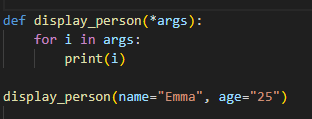 def display_person(*args):
    for i in args:
        print(i)

display_person(name="Emma", age="25")